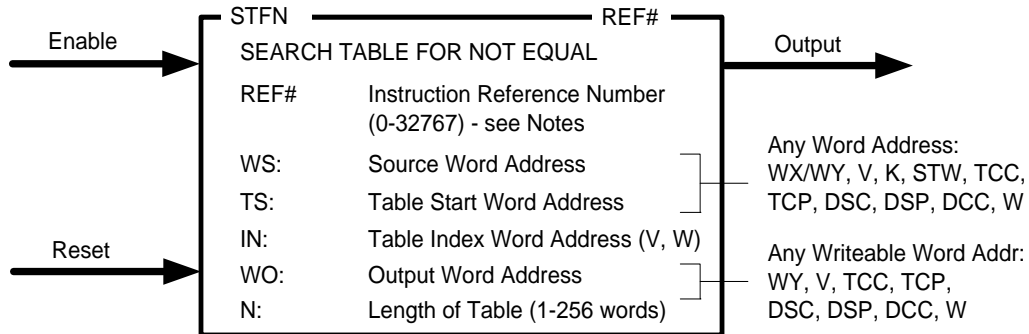 STFN REF#
Enable
SEARCH TABLE FOR NOT EQUAL
Output
REF# Instruction Reference Number
(0-32767) - see Notes
WS: Source Word Address
TS: Table Start Word Address
Any Word Address:
WX/WY, V, K, STW, TCC,
TCP, DSC, DSP, DCC, W
IN: Table Index Word Address (V, W)
Reset
WO: Output Word Address
N: Length of Table (1-256 words)
Any Writeable Word Addr:
WY, V, TCC, TCP,
DSC, DSP, DCC, W